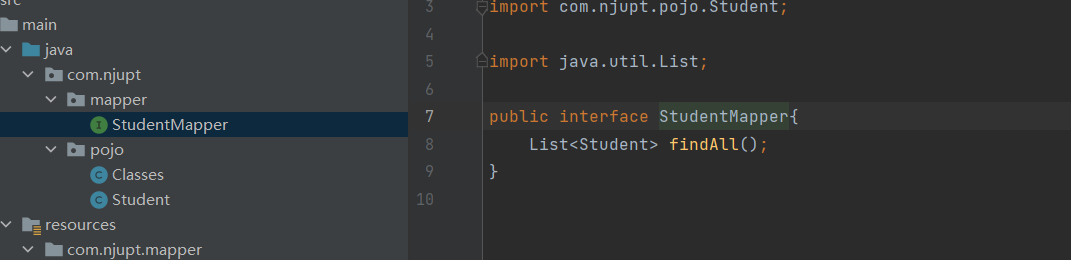 src
main
java
com.njupt
mapper
StudentMapper
pojo
Classes
Student
resources
com.njupt.mapper
3 import com.njupt.pojo.Student;
4
5 import java.util.List;
6
7 public interface StudentMapper{
8 List<Student> findAll();
9 }
10